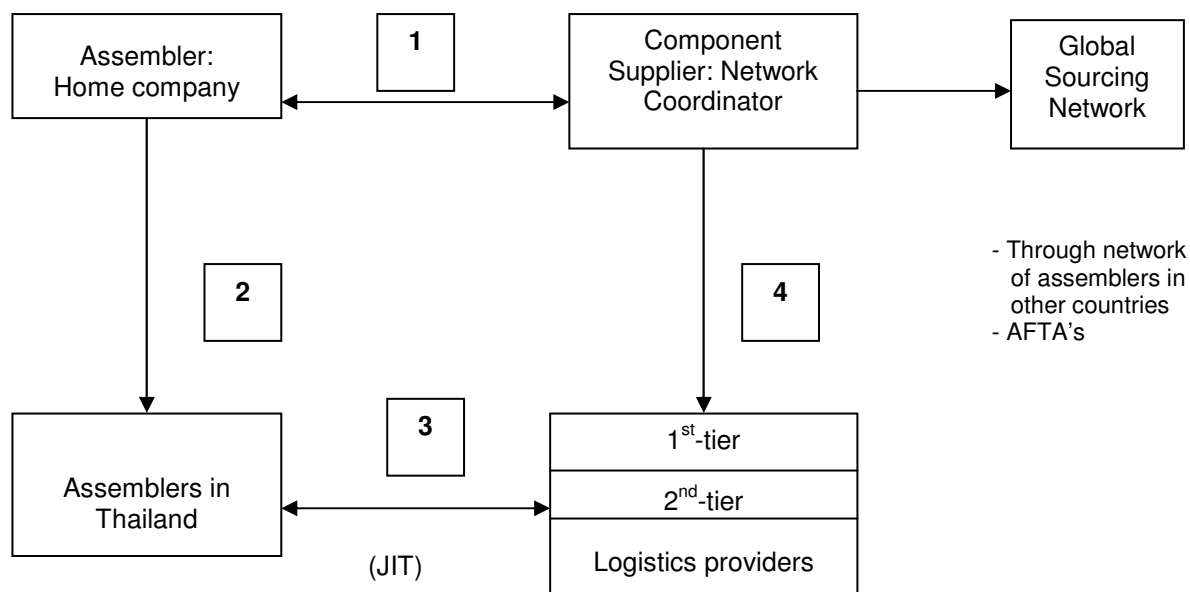 Assembler:
Home company
1
Component
Supplier: Network
Coordinator
Global
Sourcing
Network
2
4
- Through network
of assemblers in
other countries
- AFTA's
Assemblers in
Thailand
3
(JIT)
1st-tier
2nd-tier
Logistics providers